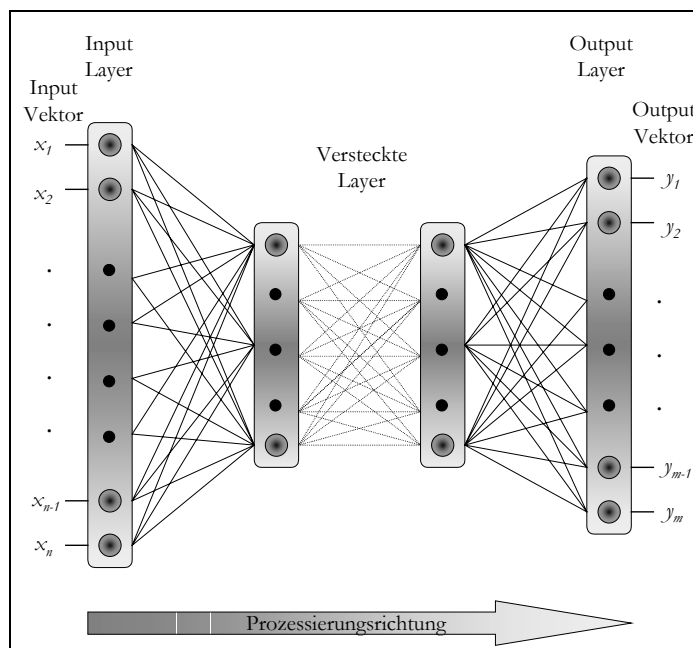 Input
Layer
Output
Layer
Input
Vektor
Output
Vektor
Versteckte
Layer
x1
x2
.
.
.
.
xn-1
xn
y1
y2
.
.
.
ym-1
ym
Prozessierungsrichtung